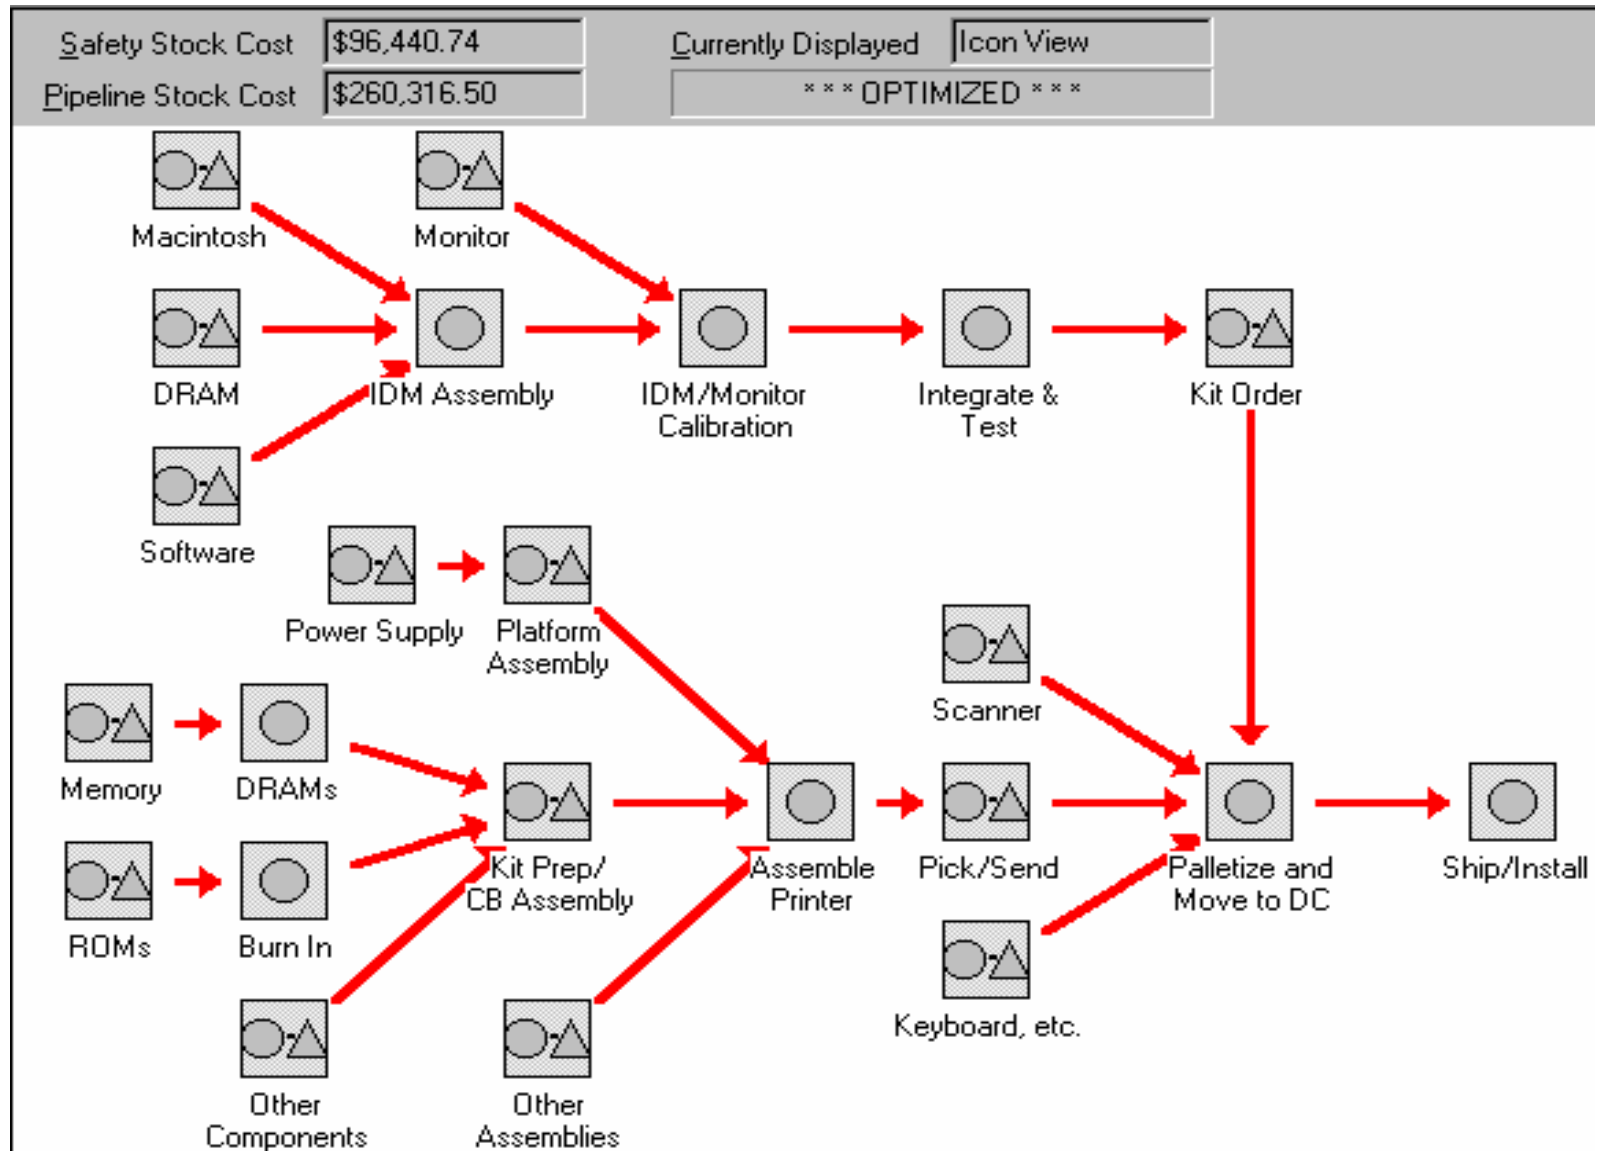 Safety Stock Cost $96,440.74 Currently Displayed Icon View
Pipeline Stock Cost $260,316.50 * * * OPTIMIZED * * *
Macintosh
Monitor
DRAM
IDM Assembly
IDM/Monitor
Calibration
Integrate &
Test
Kit Order
Software
Power Supply
Platform
Assembly
Scanner
Memory
DRAMs
Kit Prep/
CB Assembly
Assemble
Printer
Pick/Send
Palletize and
Move to DC
Ship/Install
ROMs
Burn In
Keyboard, etc.
Other
Components
Other
Assemblies